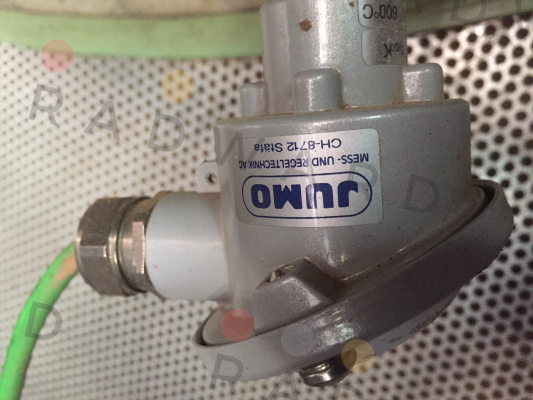 JUMO
MESS- UND REGELTECHNIK AG
CH-8712 Stäfa
600°C